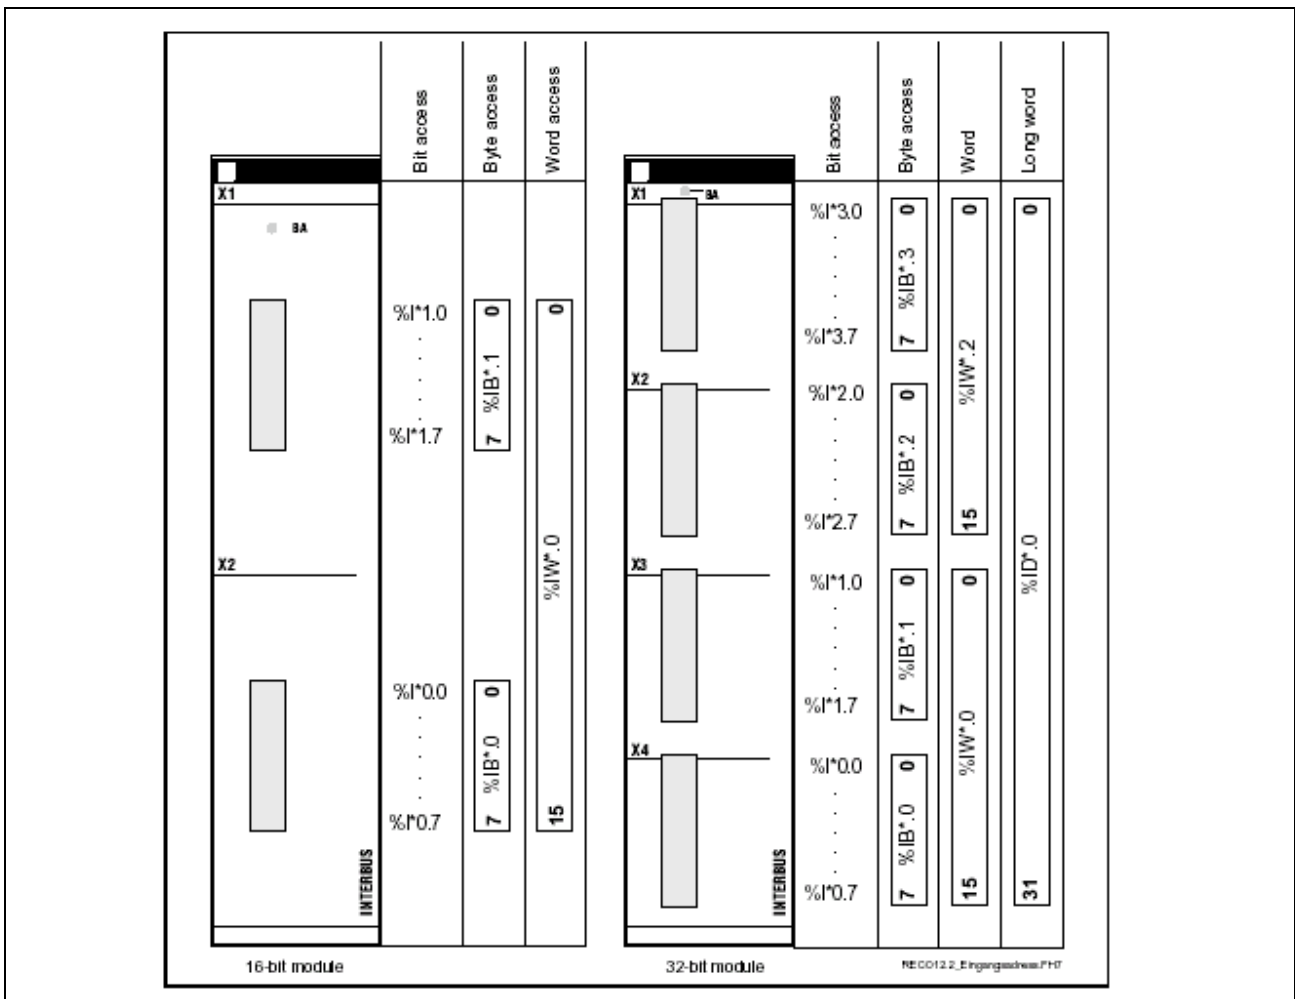 Bit access
Byte access
Word access
X1
BA
%I*1.0
%I*1.7
0
%IB*.1
7
0
%IW*.0
15
X2
%I*0.0
%I*0.7
0
%IB*.0
7
INTERBUS
16-bit module
Bit access
Byte access
Word
Long word
X1
BA
%I*3.0
%I*3.7
0
%IB*.3
7
0
%IW*.2
15
0
%ID*.0
31
X2
%I*2.0
%I*2.7
0
%IB*.2
7
X3
%I*1.0
%I*1.7
0
%IB*.1
7
0
%IW*.0
15
X4
%I*0.0
%I*0.7
0
%IB*.0
7
INTERBUS
32-bit module
RECO12.2_Eingangsadresse.FH7